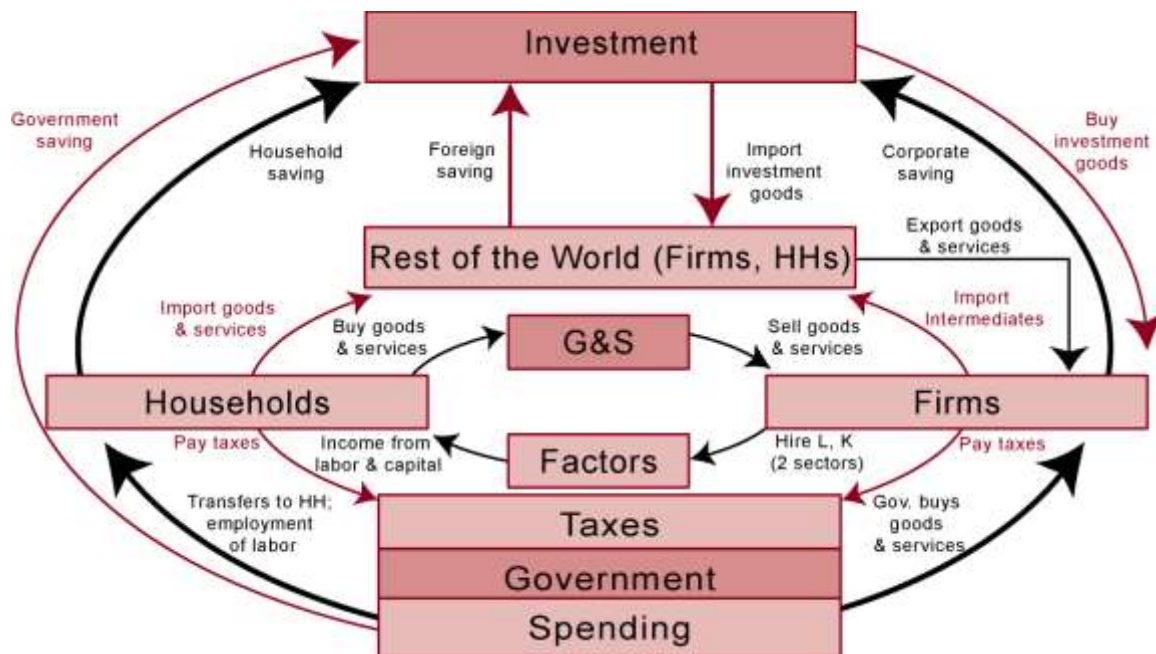 Investment
Government
saving
Household
saving
Foreign
saving
Import
investment
goods
Corporate
saving
Buy
investment
goods
Export goods
& services
Rest of the World (Firms, HHs)
Import goods
& services
Buy goods
& services
G&S
Sell goods
& services
Import
Intermediates
Households
Firms
Pay taxes
Income from
labor & capital
Factors
Hire L, K
(2 sectors)
Pay taxes
Transfers to HH;
employment
of labor
Taxes
Gov. buys
goods
& services
Government
Spending